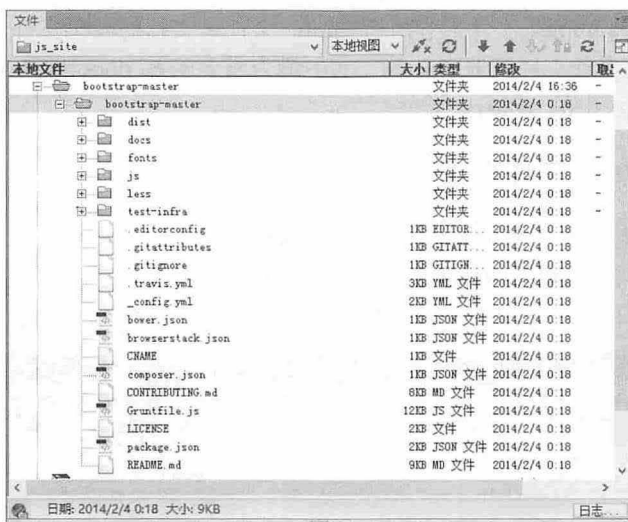 文件
js_site 本地视图
本地文件 大小 类型 修改
bootstrap-master 文件夹 2014/2/4 16:36 -
bootstrap-master 文件夹 2014/2/4 0:18 -
dist 文件夹 2014/2/4 0:18 -
docs 文件夹 2014/2/4 0:18 -
fonts 文件夹 2014/2/4 0:18 -
js 文件夹 2014/2/4 0:18 -
less 文件夹 2014/2/4 0:18 -
test-infra 文件夹 2014/2/4 0:18 -
.editorconfig 1KB EDITOR... 2014/2/4 0:18
.gitattributes 1KB GITATT... 2014/2/4 0:18
.gitignore 1KB GITIGN... 2014/2/4 0:18
.travis.yml 3KB YML 文件 2014/2/4 0:18
_config.yml 2KB YML 文件 2014/2/4 0:18
bower.json 1KB JSON 文件 2014/2/4 0:18
browserstack.json 1KB JSON 文件 2014/2/4 0:18
CNAME 1KB 文件 2014/2/4 0:18
composer.json 1KB JSON 文件 2014/2/4 0:18
CONTRIBUTING.md 8KB MD 文件 2014/2/4 0:18
Gruntfile.js 12KB JS 文件 2014/2/4 0:18
LICENSE 2KB 文件 2014/2/4 0:18
package.json 2KB JSON 文件 2014/2/4 0:18
README.md 9KB MD 文件 2014/2/4 0:18
日期: 2014/2/4 0:18 大小: 9KB 日志...